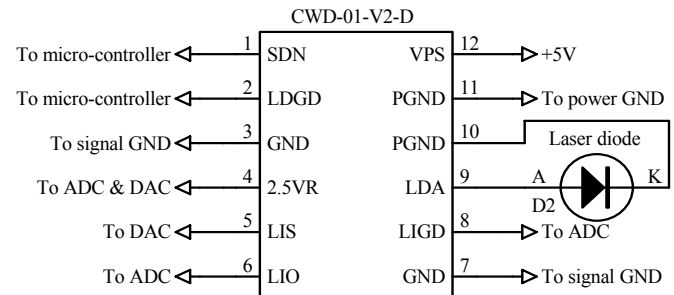 CWD-01-V2-D
To micro-controller 1 SDN VPS 12 +5V
To micro-controller 2 LDGD PGND 11 To power GND
To signal GND 3 GND PGND 10 Laser diode
To ADC & DAC 4 2.5VR LDA 9 A K
D2
To DAC 5 LIS LIGD 8 To ADC
To ADC 6 LIO GND 7 To signal GND